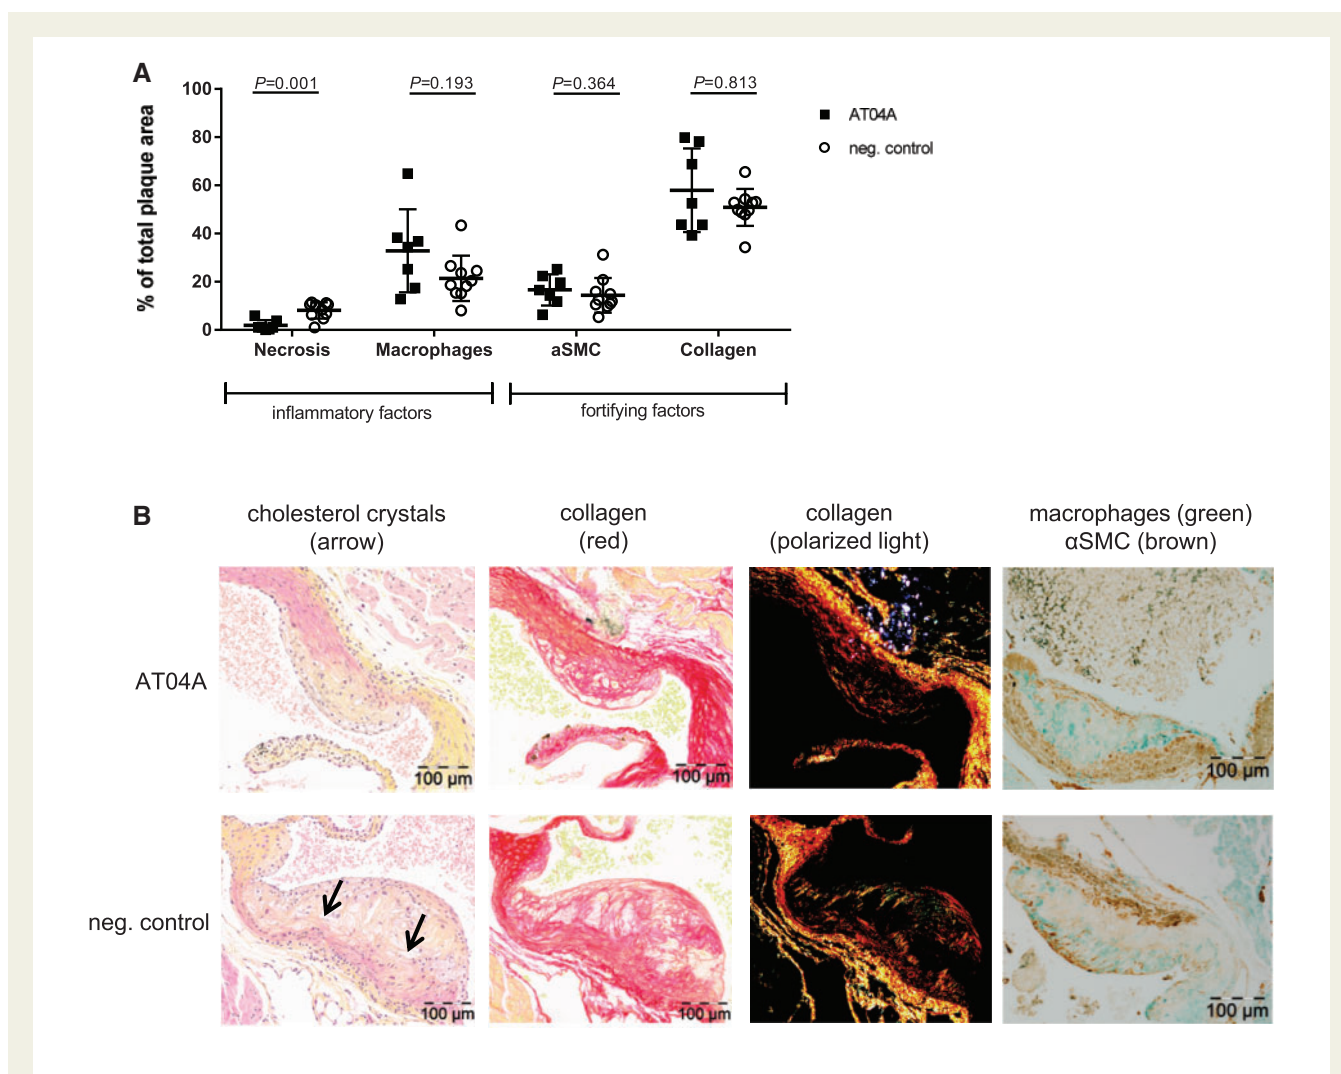 A
% of total plaque area
100
80
60
40
20
0
P=0.001
P=0.193
P=0.364
P=0.813
AT04A
neg. control
Necrosis
Macrophages
aSMC
Collagen
inflammatory factors
fortifying factors
B
cholesterol crystals
(arrow)
collagen
(red)
collagen
(polarized light)
macrophages (green)
αSMC (brown)
AT04A
100 µm
100 µm
100 µm
neg. control
100 µm
100 µm
100 µm